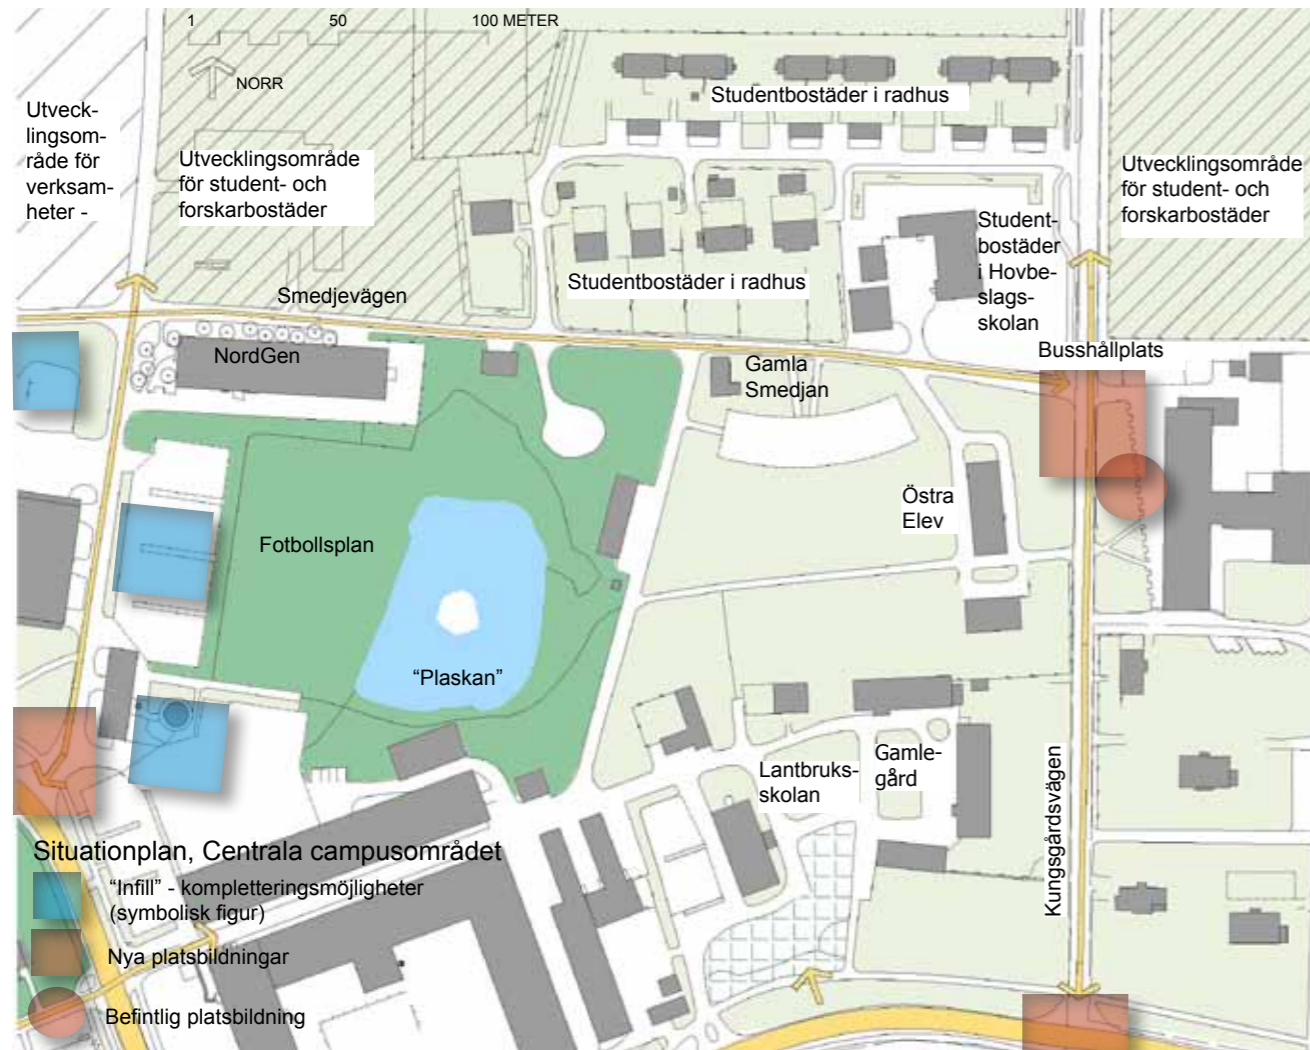 1 50 100 METER
NORR
Utveck-
lingsom-
råde för
verksam-
heter -
Utvecklingsområde
för student- och
forskarbostäder
Studentbostäder i radhus
Utvecklingsområde
för student- och
forskarbostäder
Student-
bostäder
i Hovbe-
slags-
skolan
Studentbostäder i radhus
Smedjevägen
NordGen
Gamla
Smedjan
Busshållplats
Östra
Elev
Fotbollsplan
“Plaskan”
Lantbruks-
skolan
Gamle-
gård
Kungsgårdsvägen
Situationplan, Centrala campusområdet
“Infill” - kompletteringsmöjligheter
(symbolisk figur)
Nya platsbildningar
Befintlig platsbildning